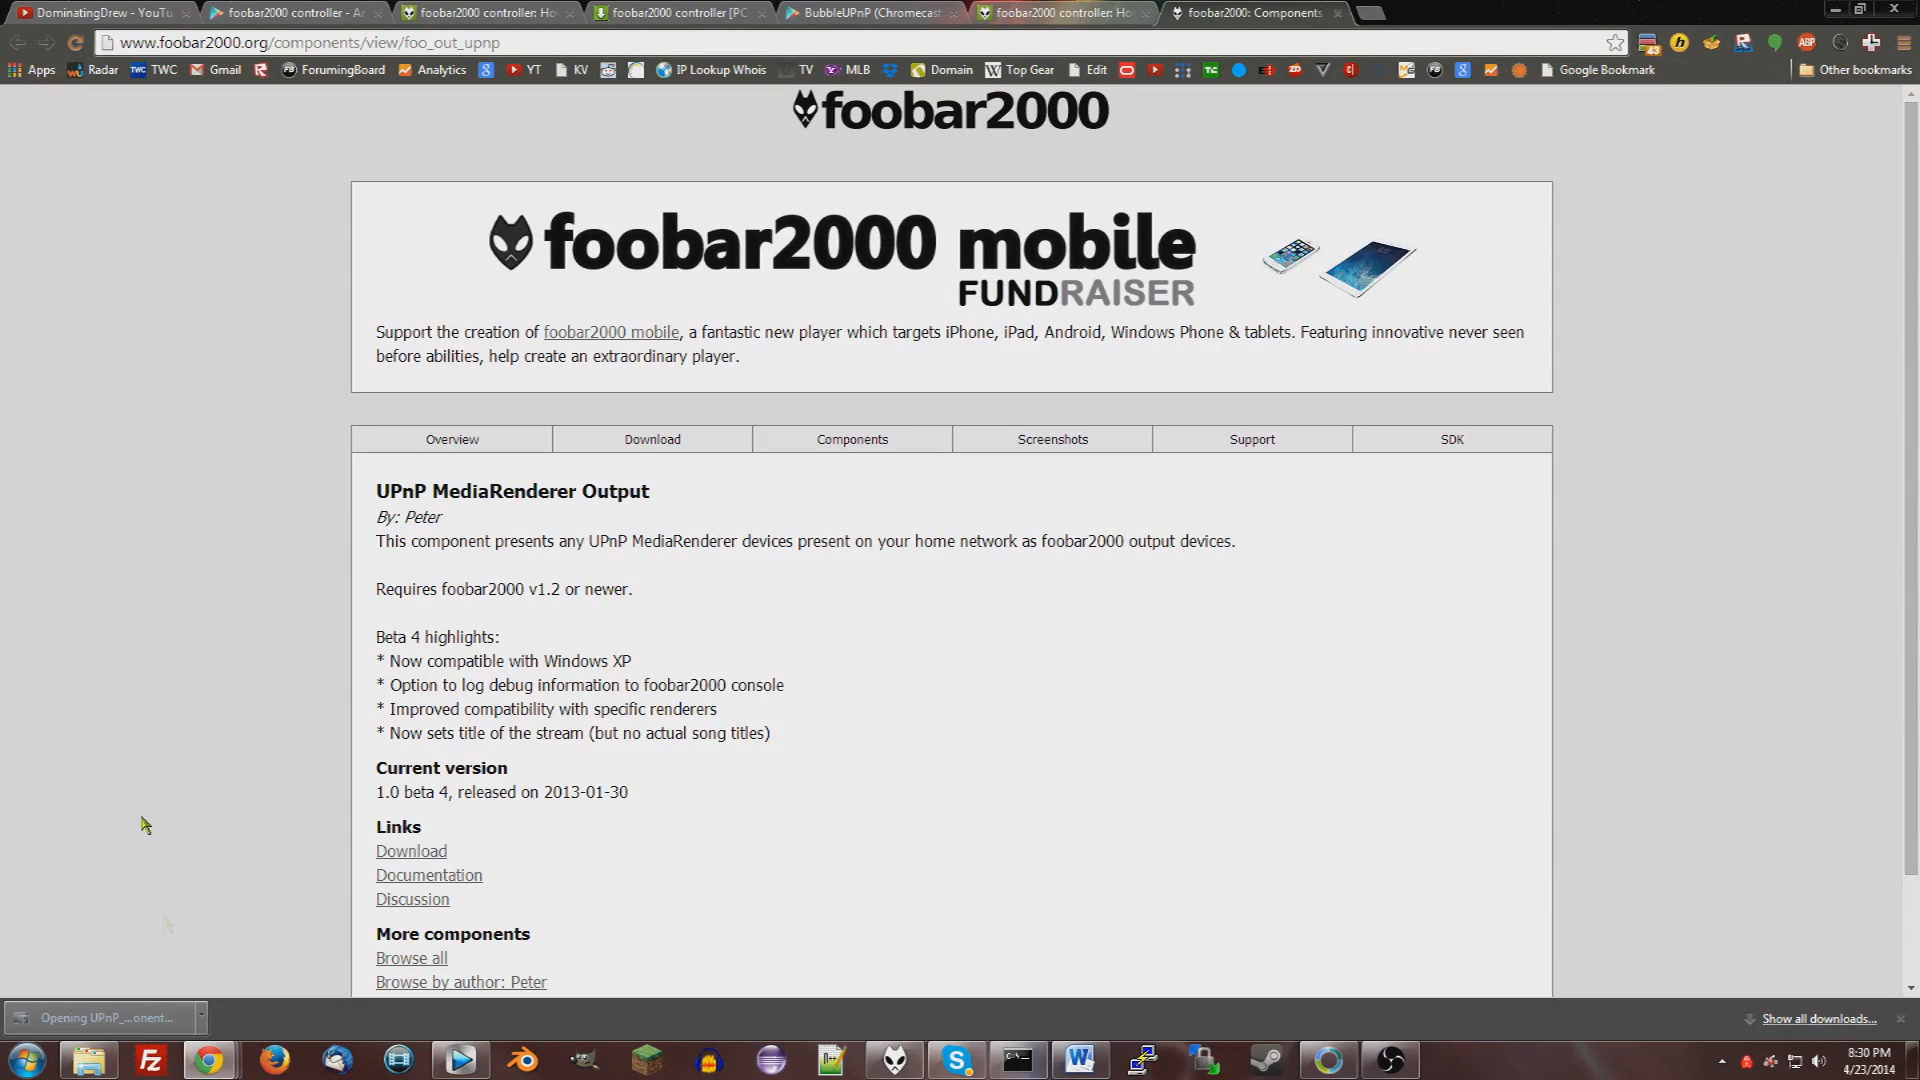 DominatingDrew - YouTu
foobar2000 controller - Ar
foobar2000 controller: Ho
foobar2000 controller [PC
BubbleUPnP (Chromecast
foobar2000 controller: Ho
foobar2000: Components
www.foobar2000.org/components/view/foo_out_upnp
43
ABP
Apps
Radar
TWC
Gmail
ForumingBoard
Analytics
YT
KV
IP Lookup Whois
TV
MLB
Domain
Top Gear
Edit
Google Bookmark
Other bookmarks
foobar2000
foobar2000 mobile
FUNDRAISER
Support the creation of foobar2000 mobile, a fantastic new player which targets iPhone, iPad, Android, Windows Phone & tablets. Featuring innovative never seen
before abilities, help create an extraordinary player.
Overview
Download
Components
Screenshots
Support
SDK
UPnP MediaRenderer Output
By: Peter
This component presents any UPnP MediaRenderer devices present on your home network as foobar2000 output devices.
Requires foobar2000 v1.2 or newer.
Beta 4 highlights:
* Now compatible with Windows XP
* Option to log debug information to foobar2000 console
* Improved compatibility with specific renderers
* Now sets title of the stream (but no actual song titles)
Current version
1.0 beta 4, released on 2013-01-30
Links
Download
Documentation
Discussion
More components
Browse all
Browse by author: Peter
Opening UPnP_...onent...
Show all downloads...
8:30 PM
4/23/2014